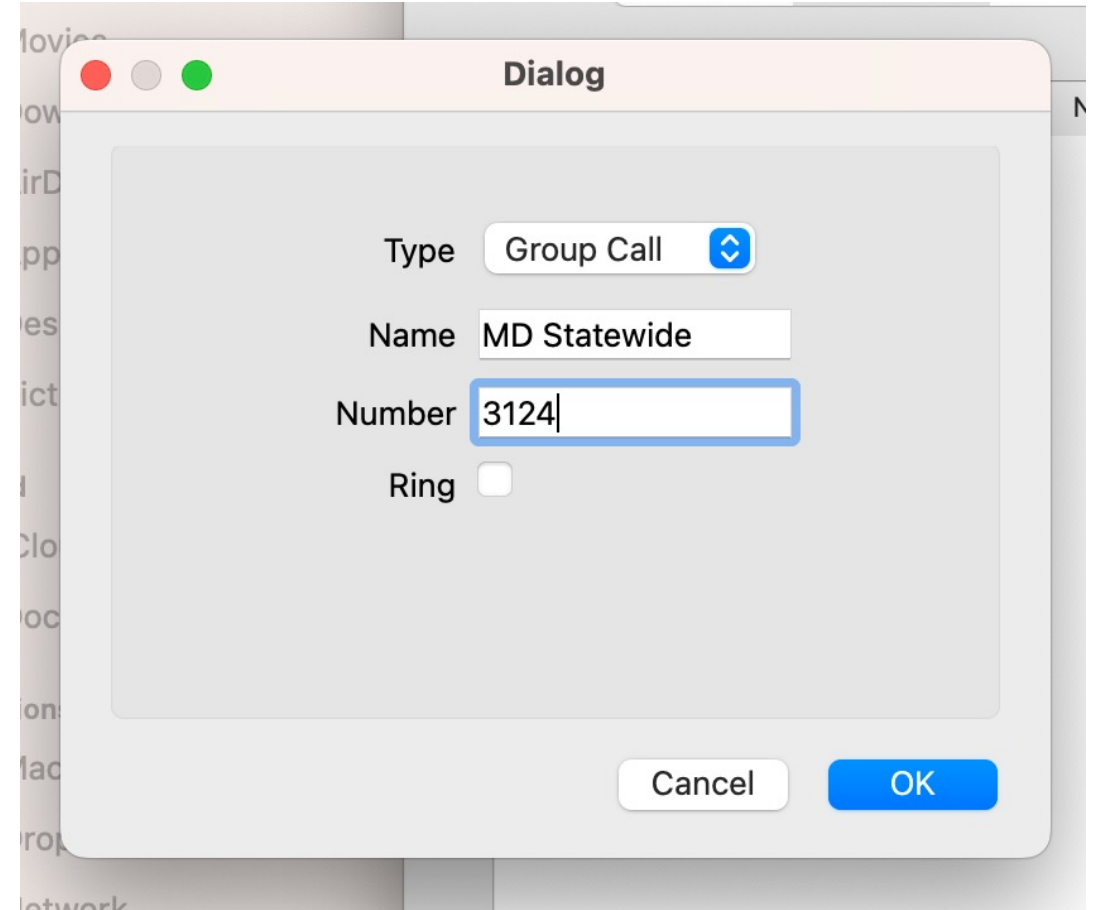 Dialog
Type
Group Call
Name
MD Statewide
Number
3124
Ring
Cancel
OK